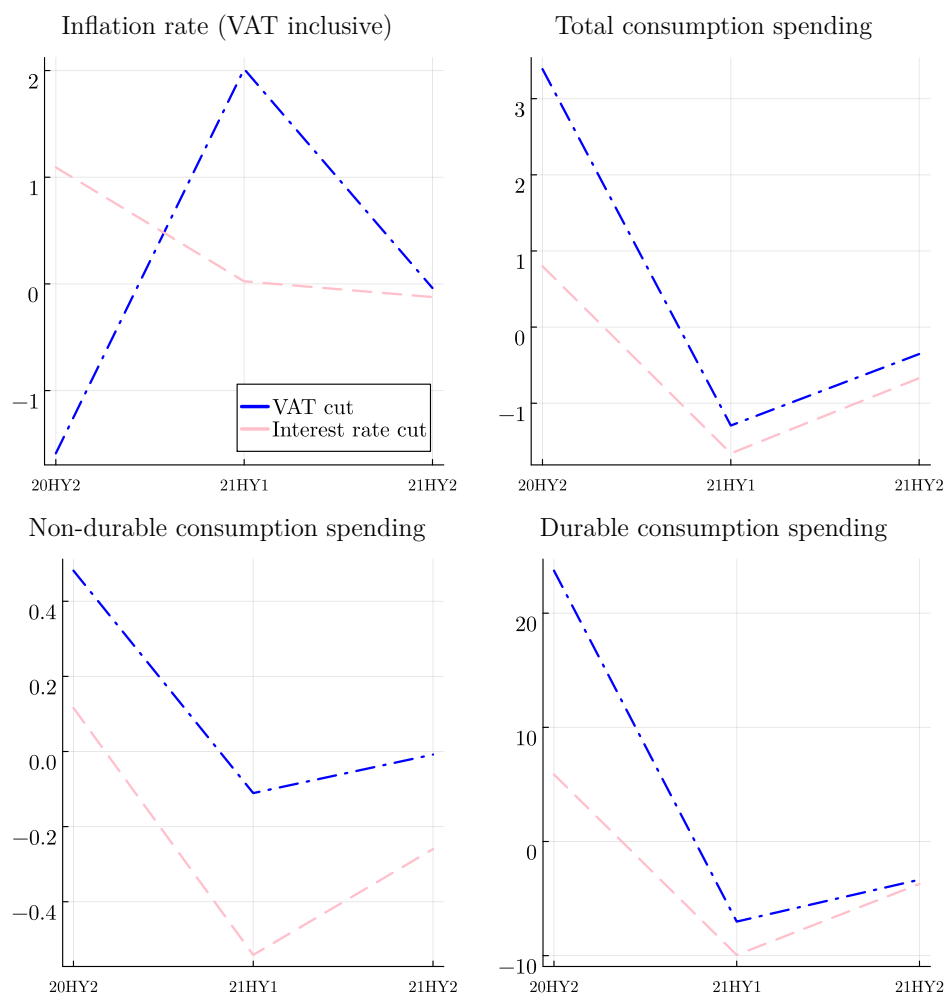 Inflation rate (VAT inclusive)
2
1
0
−1
VAT cut
Interest rate cut
20HY2 21HY1 21HY2
Total consumption spending
3
2
1
0
−1
20HY2 21HY1 21HY2
Non-durable consumption spending
0.4
0.2
0.0
−0.2
−0.4
20HY2 21HY1 21HY2
Durable consumption spending
20
10
0
−10
20HY2 21HY1 21HY2